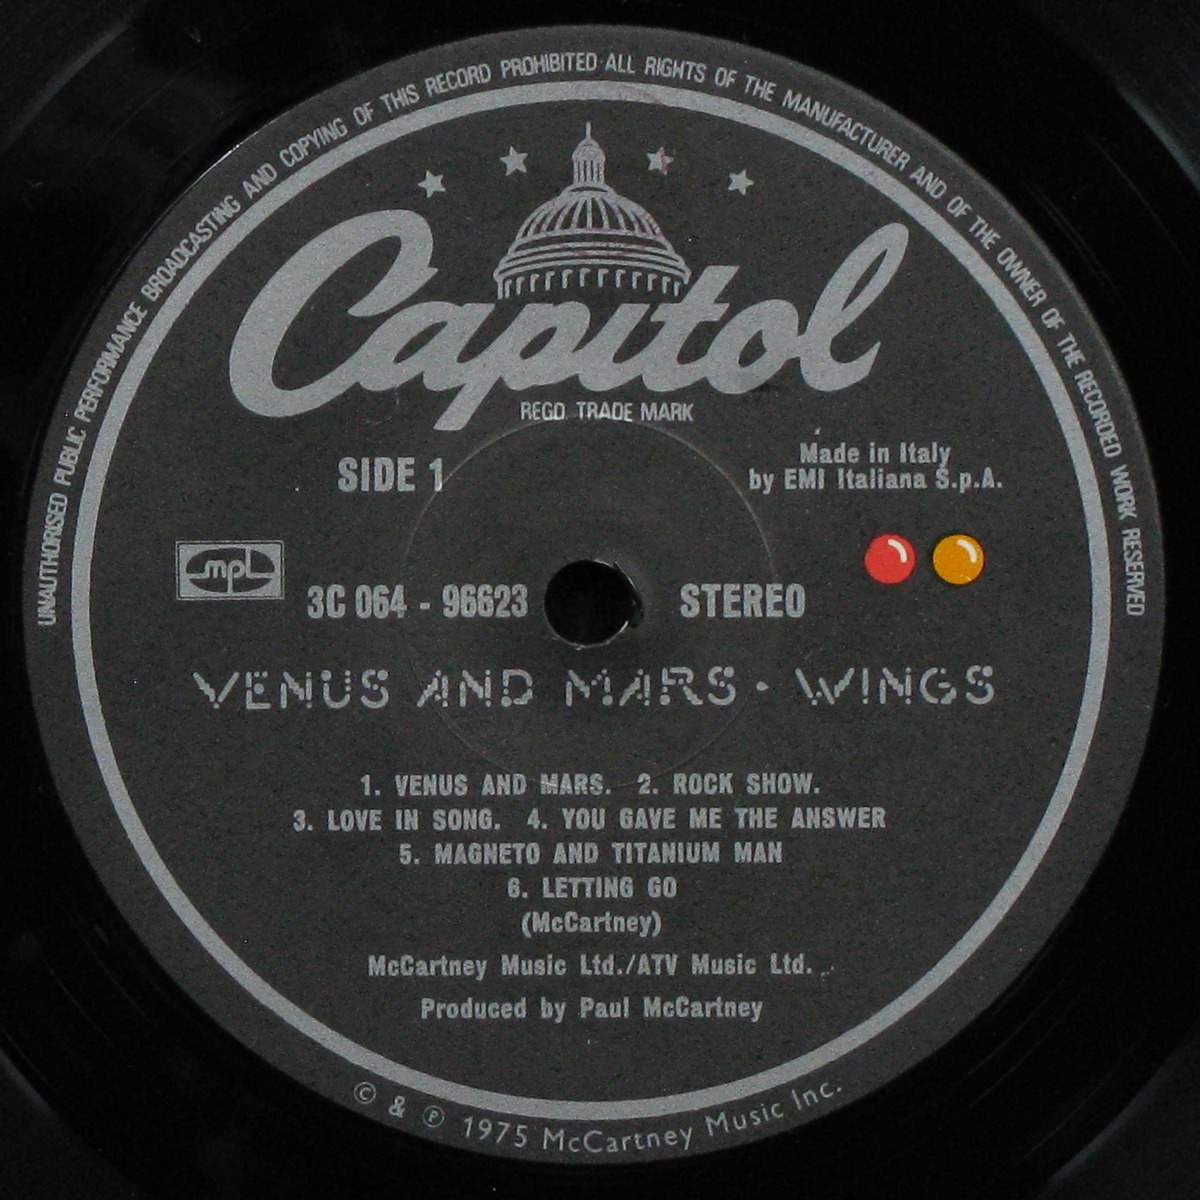 UNAUTHORISED PUBLIC PERFORMANCE BROADCASTING AND COPYING OF THIS RECORD PROHIBITED·ALL RIGHTS OF THE MANUFACTURER AND OF THE OWNER OF THE RECORDED WORK RESERVED
Capitol
REGD. TRADE MARK
SIDE 1
Made in Italy
by EMI Italiana S.p.A.
mpl
3C 064 - 96623
STEREO
VENUS AND MARS · WINGS
1. VENUS AND MARS. 2. ROCK SHOW.
3. LOVE IN SONG. 4. YOU GAVE ME THE ANSWER
5. MAGNETO AND TITANIUM MAN
6. LETTING GO
(McCartney)
McCartney Music Ltd./ATV Music Ltd.
Produced by Paul McCartney
© & ℗ 1975 McCartney Music Inc.